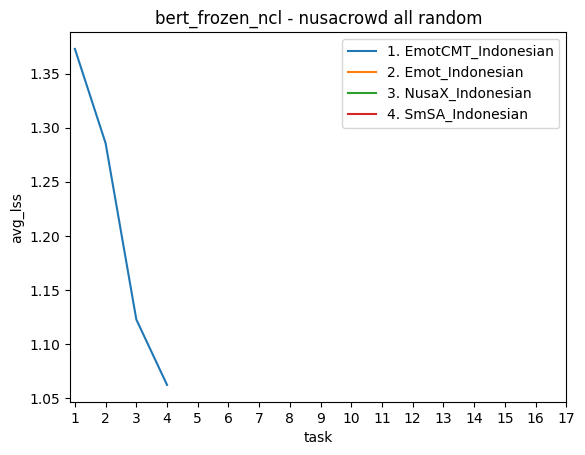 bert_frozen_ncl - nusacrowd all random
1. EmotCMT_Indonesian
2. Emot_Indonesian
3. NusaX_Indonesian
4. SmSA_Indonesian
avg_lss
1.35
1.30
1.25
1.20
1.15
1.10
1.05
1 2 3 4 5 6 7 8 9 10 11 12 13 14 15 16 17
task